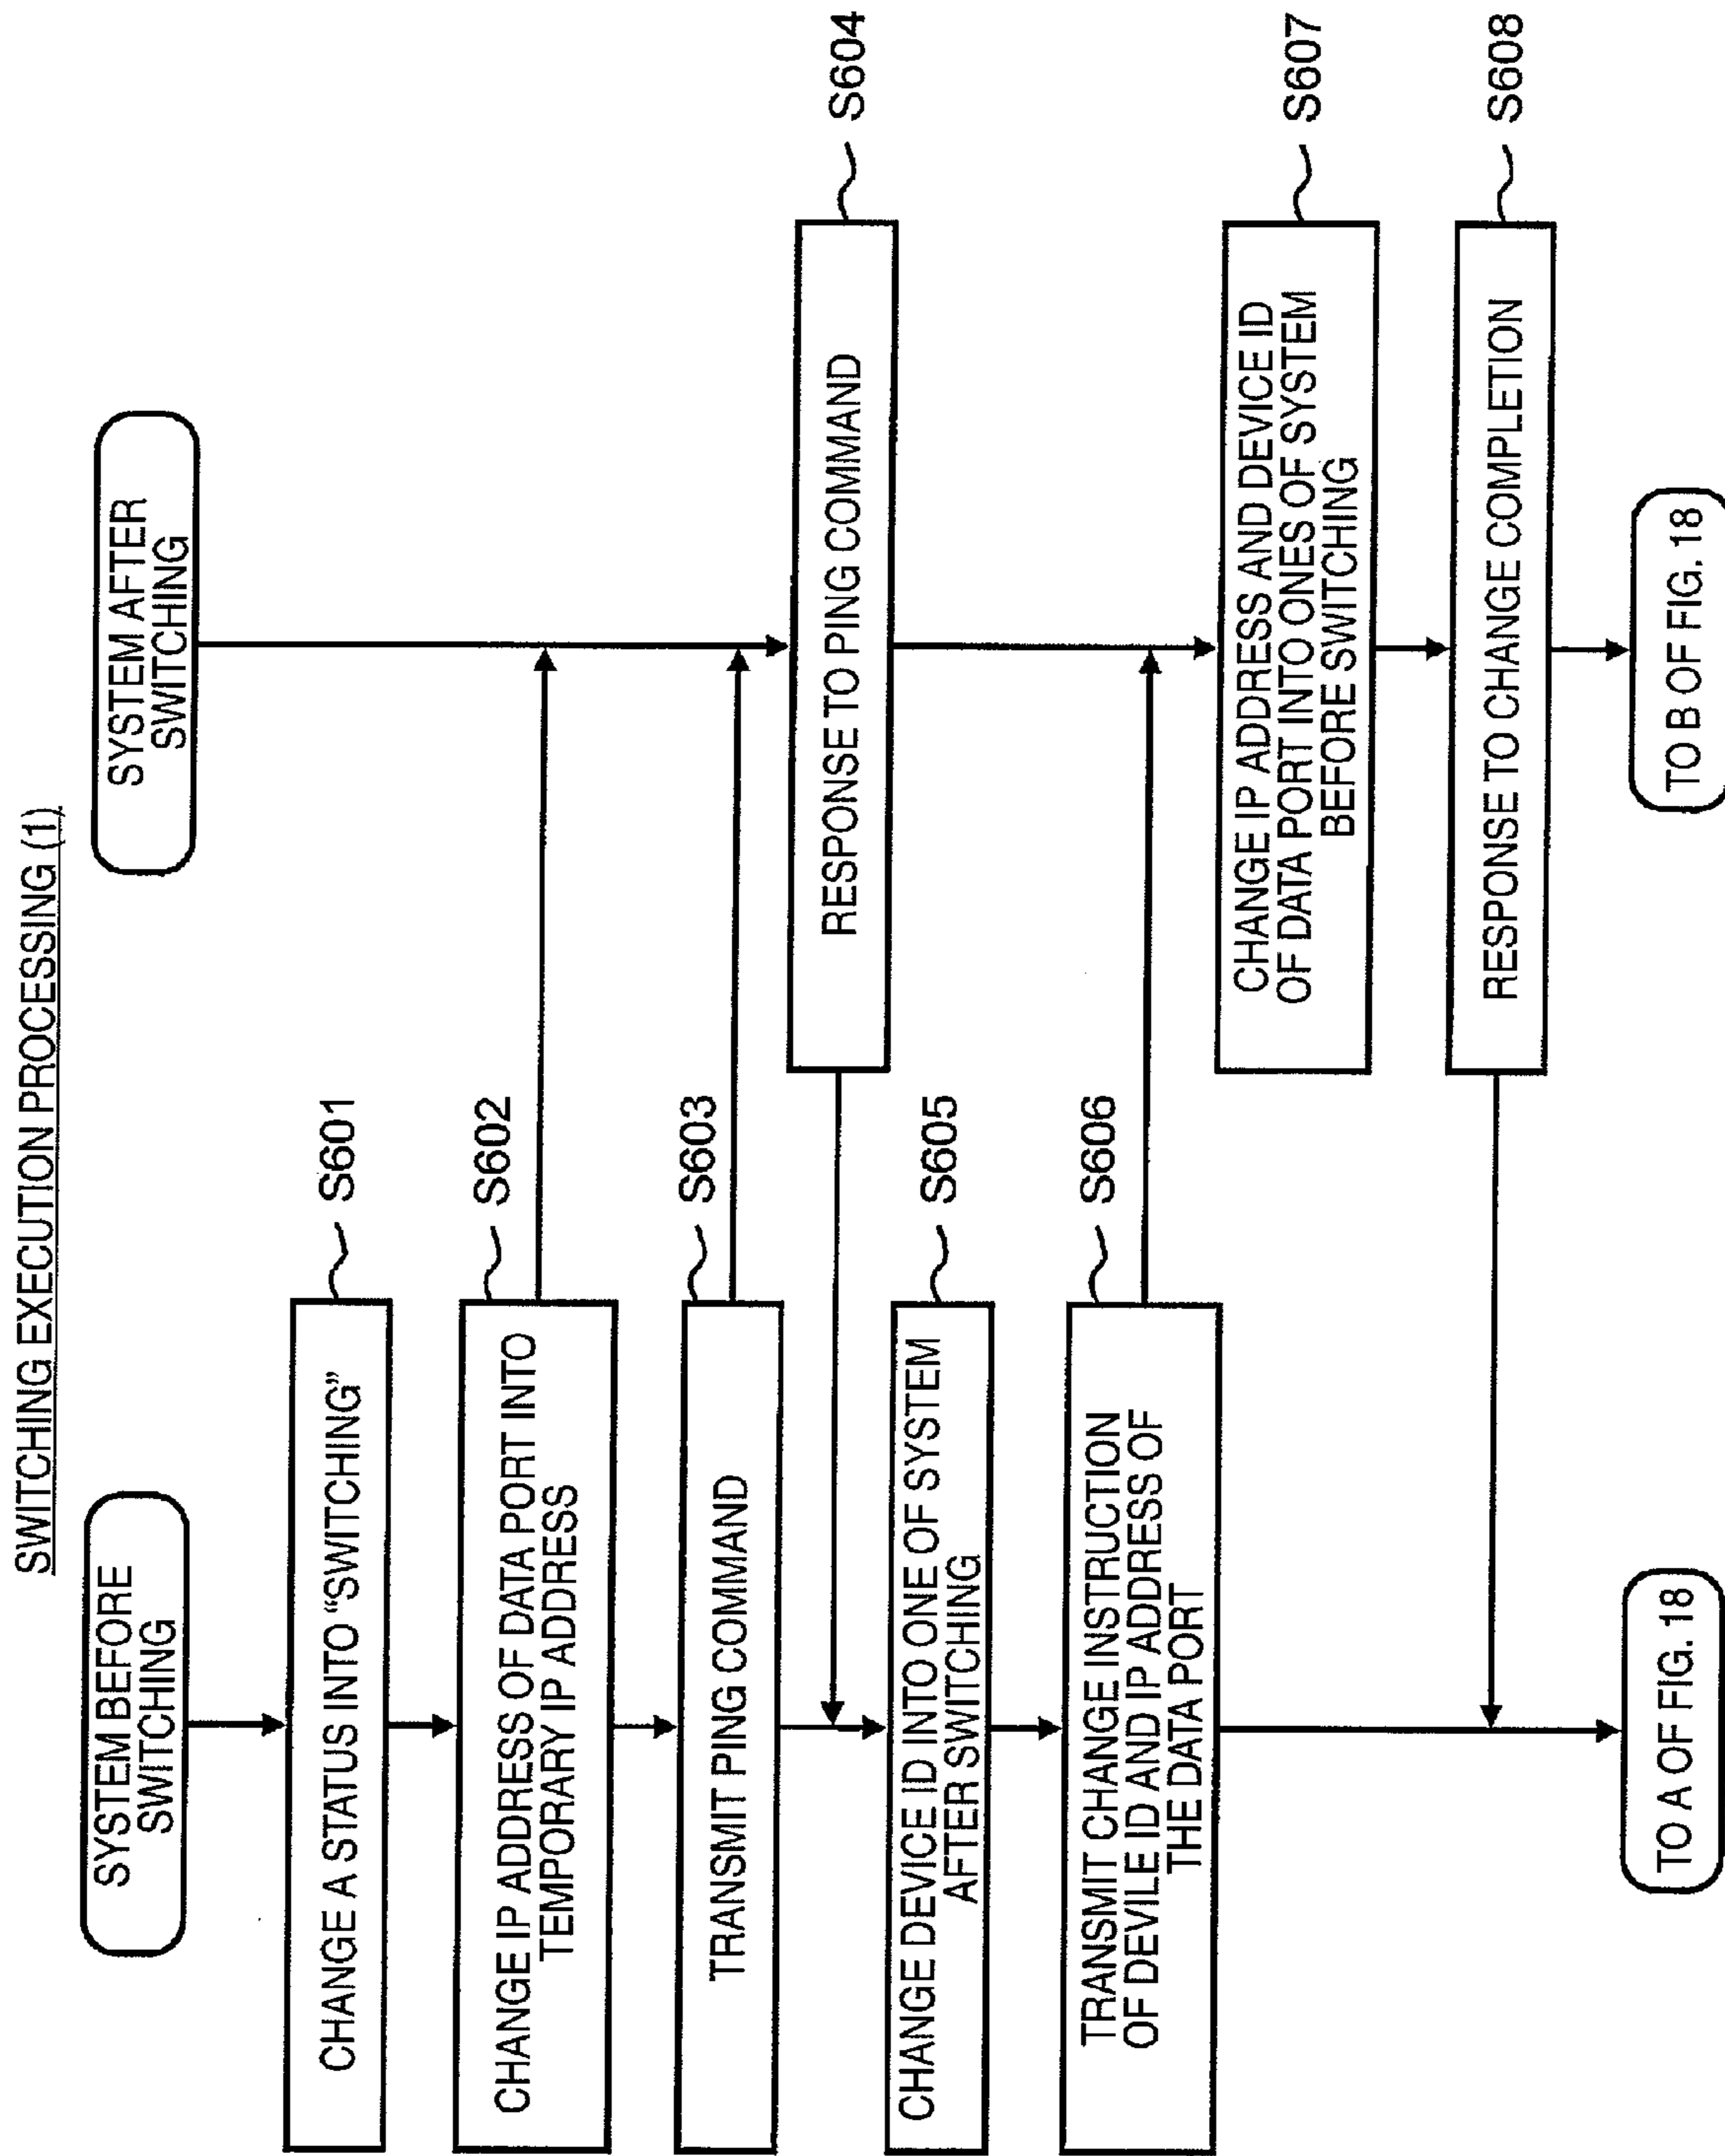 SWITCHING EXECUTION PROCESSING (1)
SYSTEM BEFORE
SWITCHING
SYSTEM AFTER
SWITCHING
CHANGE A STATUS INTO “SWITCHING”
S601
CHANGE IP ADDRESS OF DATA PORT INTO
TEMPORARY IP ADDRESS
S602
TRANSMIT PING COMMAND
S603
RESPONSE TO PING COMMAND
S604
CHANGE DEVICE ID INTO ONE OF SYSTEM
AFTER SWITCHING
S605
TRANSMIT CHANGE INSTRUCTION
OF DEVILE ID AND IP ADDRESS OF
THE DATA PORT
S606
CHANGE IP ADDRESS AND DEVICE ID
OF DATA PORT INTO ONES OF SYSTEM
BEFORE SWITCHING
S607
RESPONSE TO CHANGE COMPLETION
S608
TO A OF FIG. 18
TO B OF FIG. 18